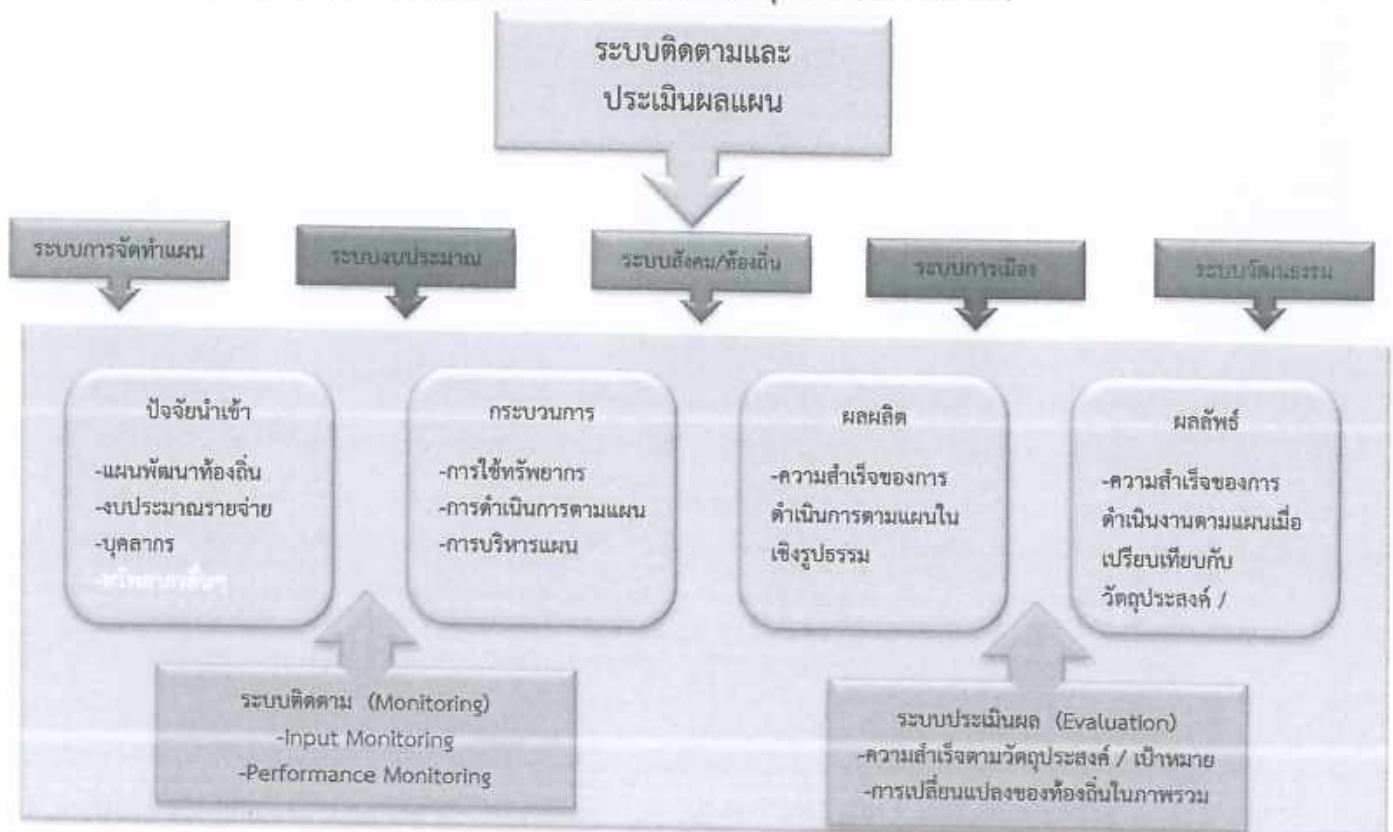 ระบบติดตามและ
ประเมินผลแผน
ระบบการจัดทำแผน
ระบบงบประมาณ
ระบบสังคม/ท้องถิ่น
ระบบการเมือง
ระบบวัฒนธรรม
ปัจจัยนำเข้า
-แผนพัฒนาท้องถิ่น
-งบประมาณรายจ่าย
-บุคลากร
-ทรัพยากรอื่นๆ
กระบวนการ
-การใช้ทรัพยากร
-การดำเนินการตามแผน
-การบริหารแผน
ผลผลิต
-ความสำเร็จของการ
ดำเนินการตามแผนใน
เชิงรูปธรรม
ผลลัพธ์
-ความสำเร็จของการ
ดำเนินงานตามแผนเมื่อ
เปรียบเทียบกับ
วัตถุประสงค์ /
ระบบติดตาม (Monitoring)
-Input Monitoring
-Performance Monitoring
ระบบประเมินผล (Evaluation)
-ความสำเร็จตามวัตถุประสงค์ / เป้าหมาย
-การเปลี่ยนแปลงของท้องถิ่นในภาพรวม